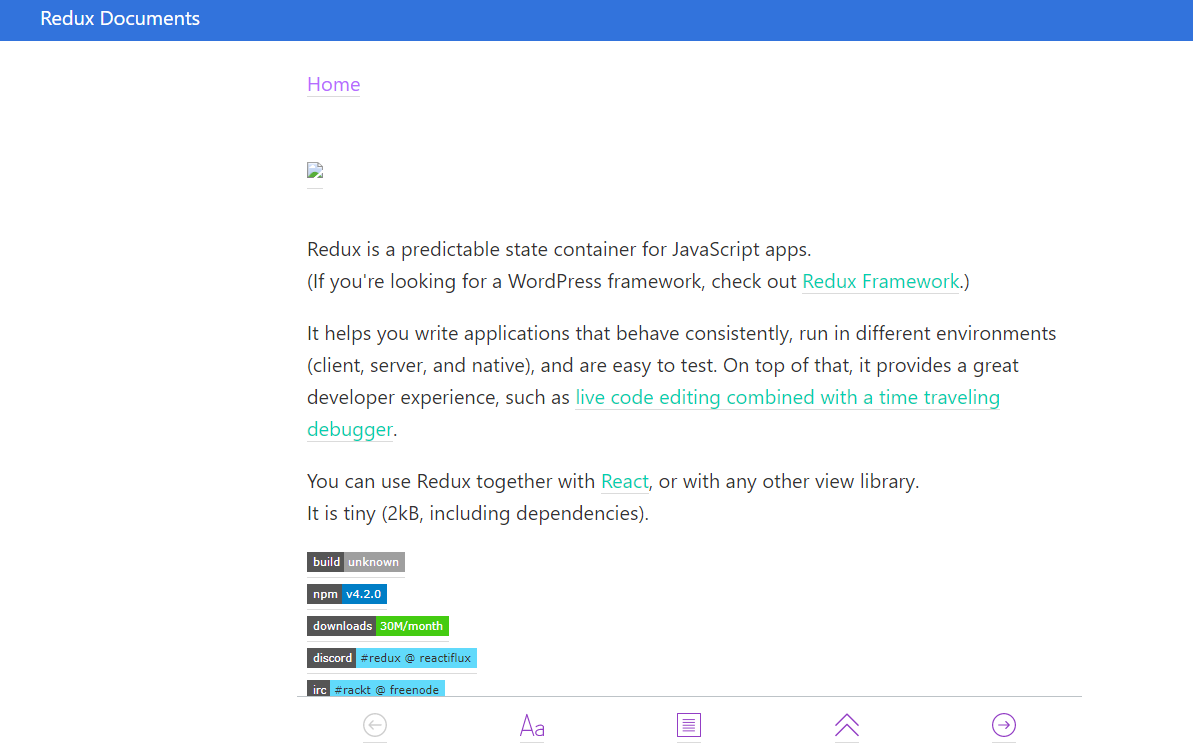 Redux Documents
Home
Redux is a predictable state container for JavaScript apps.
(If you're looking for a WordPress framework, check out Redux Framework.)
It helps you write applications that behave consistently, run in different environments
(client, server, and native), and are easy to test. On top of that, it provides a great
developer experience, such as live code editing combined with a time traveling
debugger.
You can use Redux together with React, or with any other view library.
It is tiny (2kB, including dependencies).
build unknown
npm v4.2.0
downloads 30M/month
discord #redux @ reactiflux
irc #rackt @ freenode
Aa